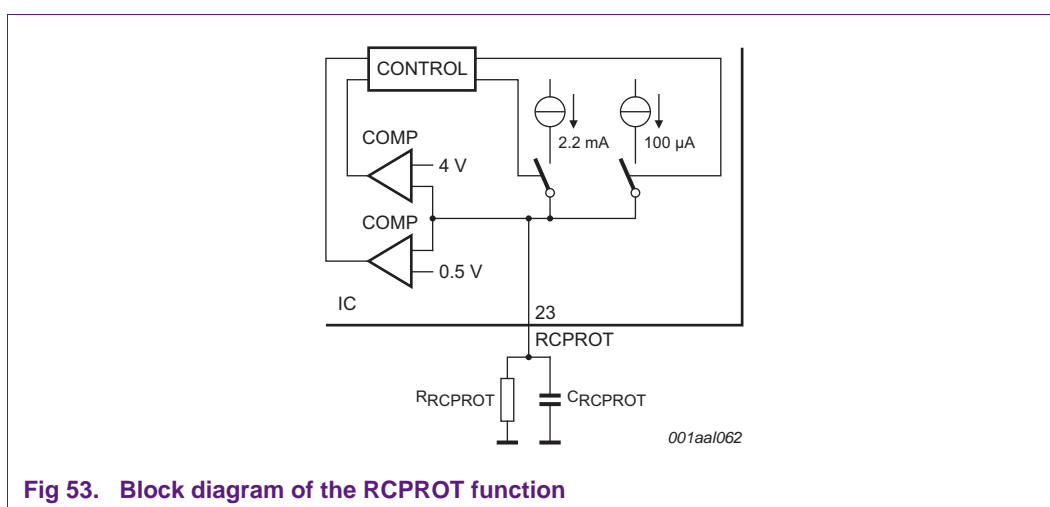 CONTROL
COMP
2.2 mA
100 μA
4 V
COMP
0.5 V
IC
23
RCPROT
RRCPROT
CRCPROT
001aal062
Fig 53. Block diagram of the RCPROT function